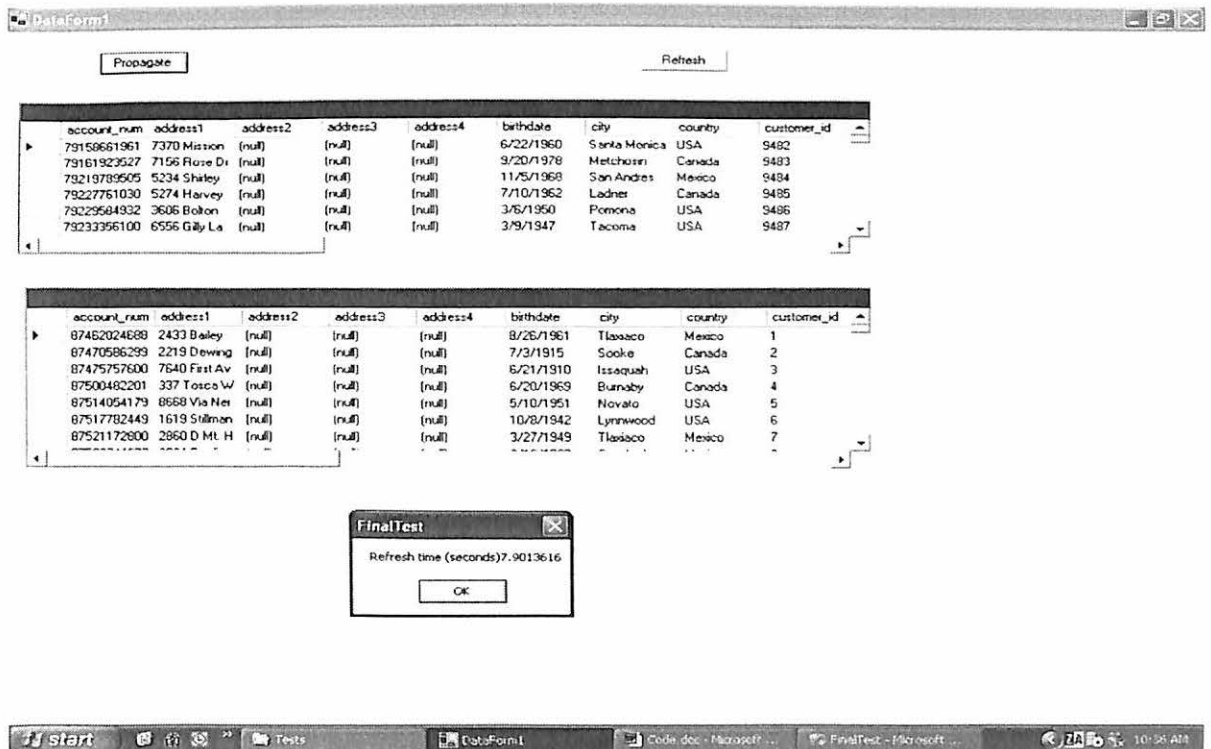 DataForm1
Propagate Refresh
account_num address1 address2 address3 address4 birthdate city country customer_id
79158661961 7370 Mission (null) (null) (null) 6/22/1960 Santa Monica USA 9482
79161923527 7156 Rose Dr (null) (null) (null) 9/20/1978 Metchosin Canada 9483
79219789505 5234 Shirley (null) (null) (null) 11/5/1968 San Andres Mexico 9484
79227761030 5274 Harvey (null) (null) (null) 7/10/1962 Ladner Canada 9485
79229584932 3606 Bolton (null) (null) (null) 3/6/1950 Pomona USA 9486
79233356100 6556 Gilly La (null) (null) (null) 3/9/1947 Tacoma USA 9487
account_num address1 address2 address3 address4 birthdate city country customer_id
87462024688 2433 Bailey (null) (null) (null) 8/26/1961 Tlaxiaco Mexico 1
87470586299 2219 Dewing (null) (null) (null) 7/3/1915 Sooke Canada 2
87475757600 7640 First Av (null) (null) (null) 6/21/1910 Issaquah USA 3
87500482201 337 Tosca W (null) (null) (null) 6/20/1969 Burnaby Canada 4
87514054179 8668 Via Ner (null) (null) (null) 5/10/1951 Novato USA 5
87517782449 1619 Stillman (null) (null) (null) 10/8/1942 Lynnwood USA 6
87521172800 2860 D Mt. H (null) (null) (null) 3/27/1949 Tlaxiaco Mexico 7
FinalTest
Refresh time (seconds)7.9013616
OK
start Tests DataForm1 Code.doc - Microsoft ... FinalTest - Microsoft ... ZA 10:36 AM